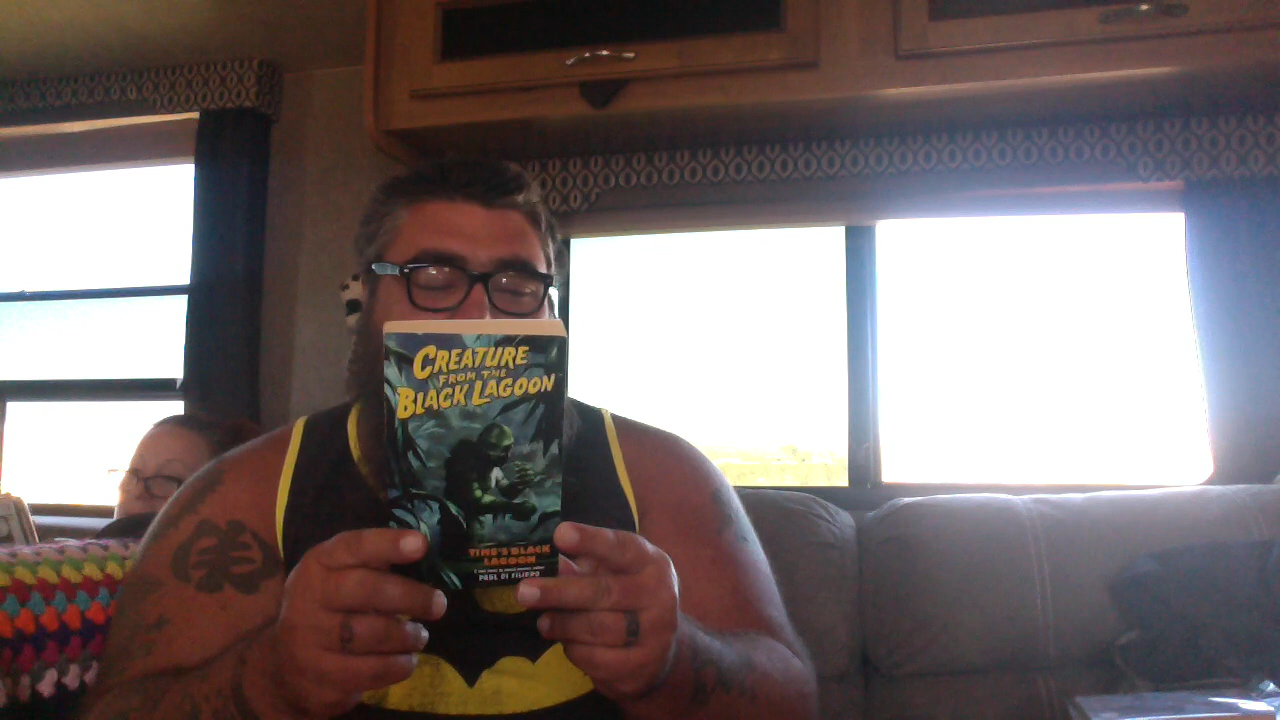 CREATURE
FROM THE
BLACK LAGOON
TIME'S BLACK
LAGOON
PAUL DI FILIPPO